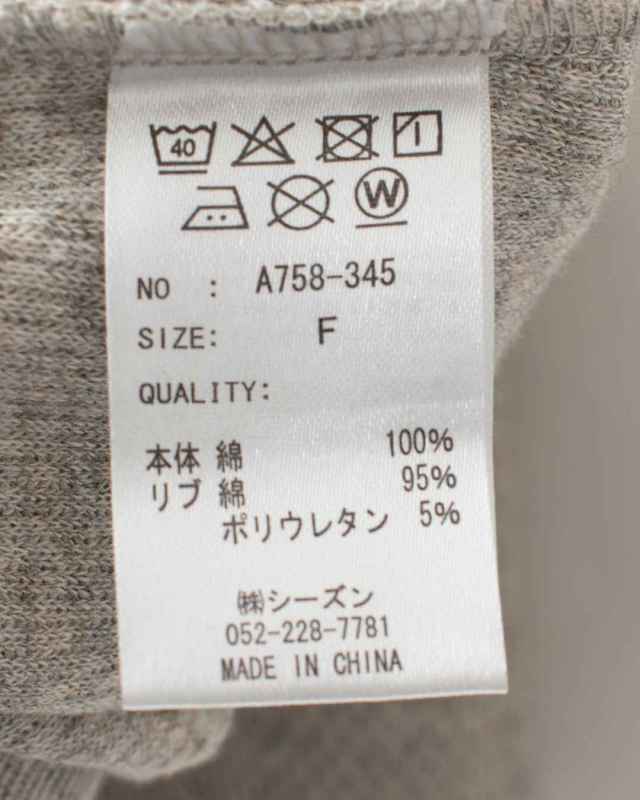 40
W
NO : A758-345
SIZE: F
QUALITY:
本体 綿 100%
リブ 綿 95%
ポリウレタン 5%
㈱シーズン
052-228-7781
MADE IN CHINA